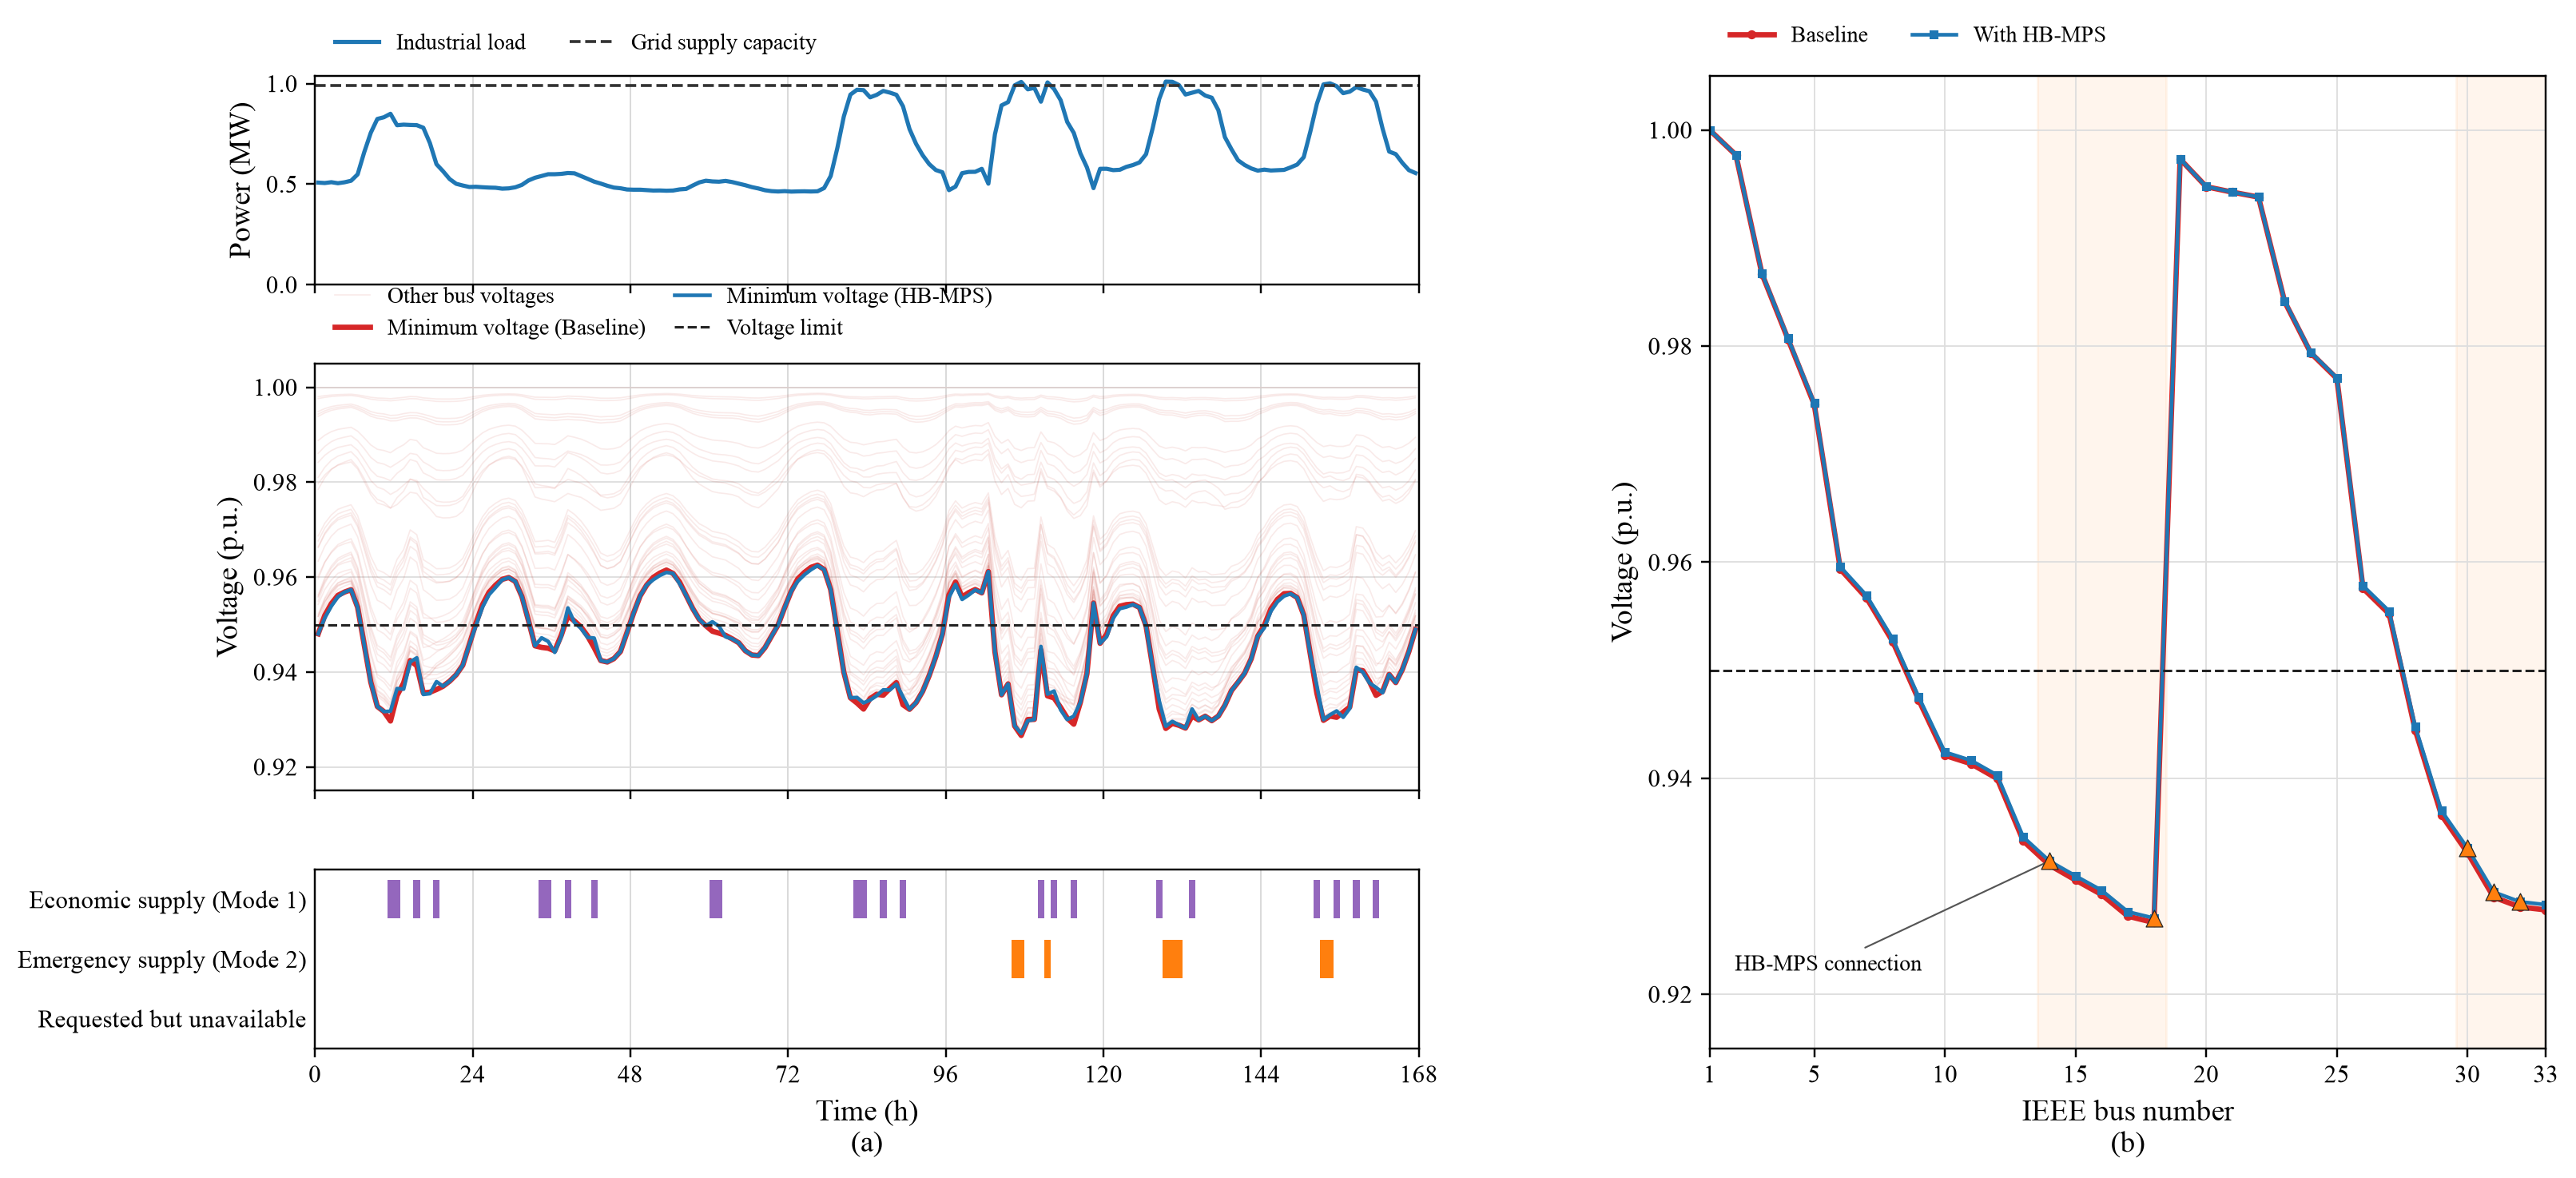 Industrial load
Grid supply capacity
1.0
0.5
0.0
Power (MW)
Other bus voltages
Minimum voltage (HB-MPS)
Minimum voltage (Baseline)
Voltage limit
1.00
0.98
0.96
0.94
0.92
Voltage (p.u.)
Economic supply (Mode 1)
Emergency supply (Mode 2)
Requested but unavailable
0 24 48 72 96 120 144 168
Time (h)
(a)
Baseline
With HB-MPS
1.00
0.98
0.96
0.94
0.92
Voltage (p.u.)
HB-MPS connection
1 5 10 15 20 25 30 33
IEEE bus number
(b)